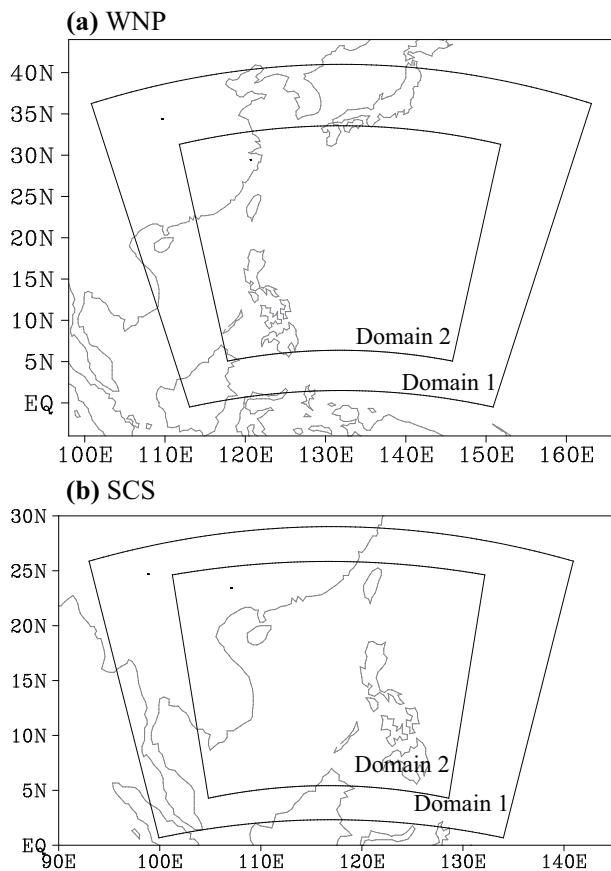 (a) WNP
40N
35N
30N
25N
20N
15N
10N
5N
EQ
Domain 2
Domain 1
100E 110E 120E 130E 140E 150E 160E
(b) SCS
30N
25N
20N
15N
10N
5N
EQ
Domain 2
Domain 1
90E 100E 110E 120E 130E 140E